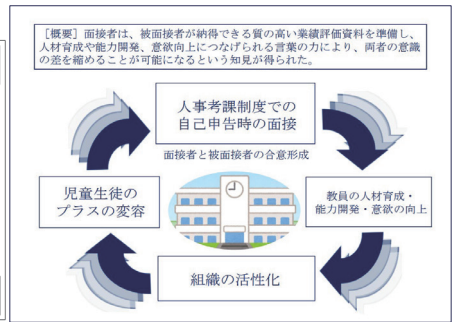 ［概要］面接者は、被面接者が納得できる質の高い業績評価資料を準備し、
人材育成や能力開発、意欲向上につなげられる言葉の力により、両者の意識
の差を縮めることが可能になるという知見が得られた。
人事考課制度での
自己申告時の面接
面接者と被面接者の合意形成
児童生徒の
プラスの変容
教員の人材育成・
能力開発・意欲の向上
組織の活性化